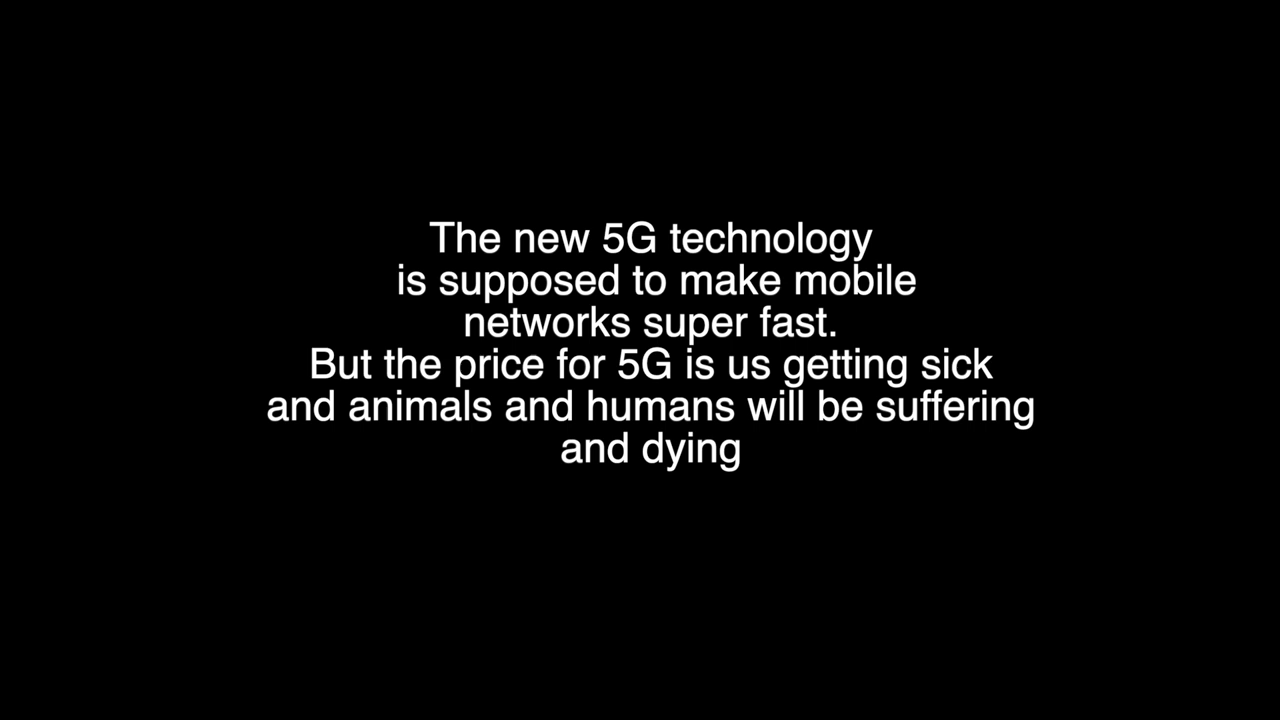 The new 5G technology
is supposed to make mobile
networks super fast.
But the price for 5G is us getting sick
and animals and humans will be suffering
and dying